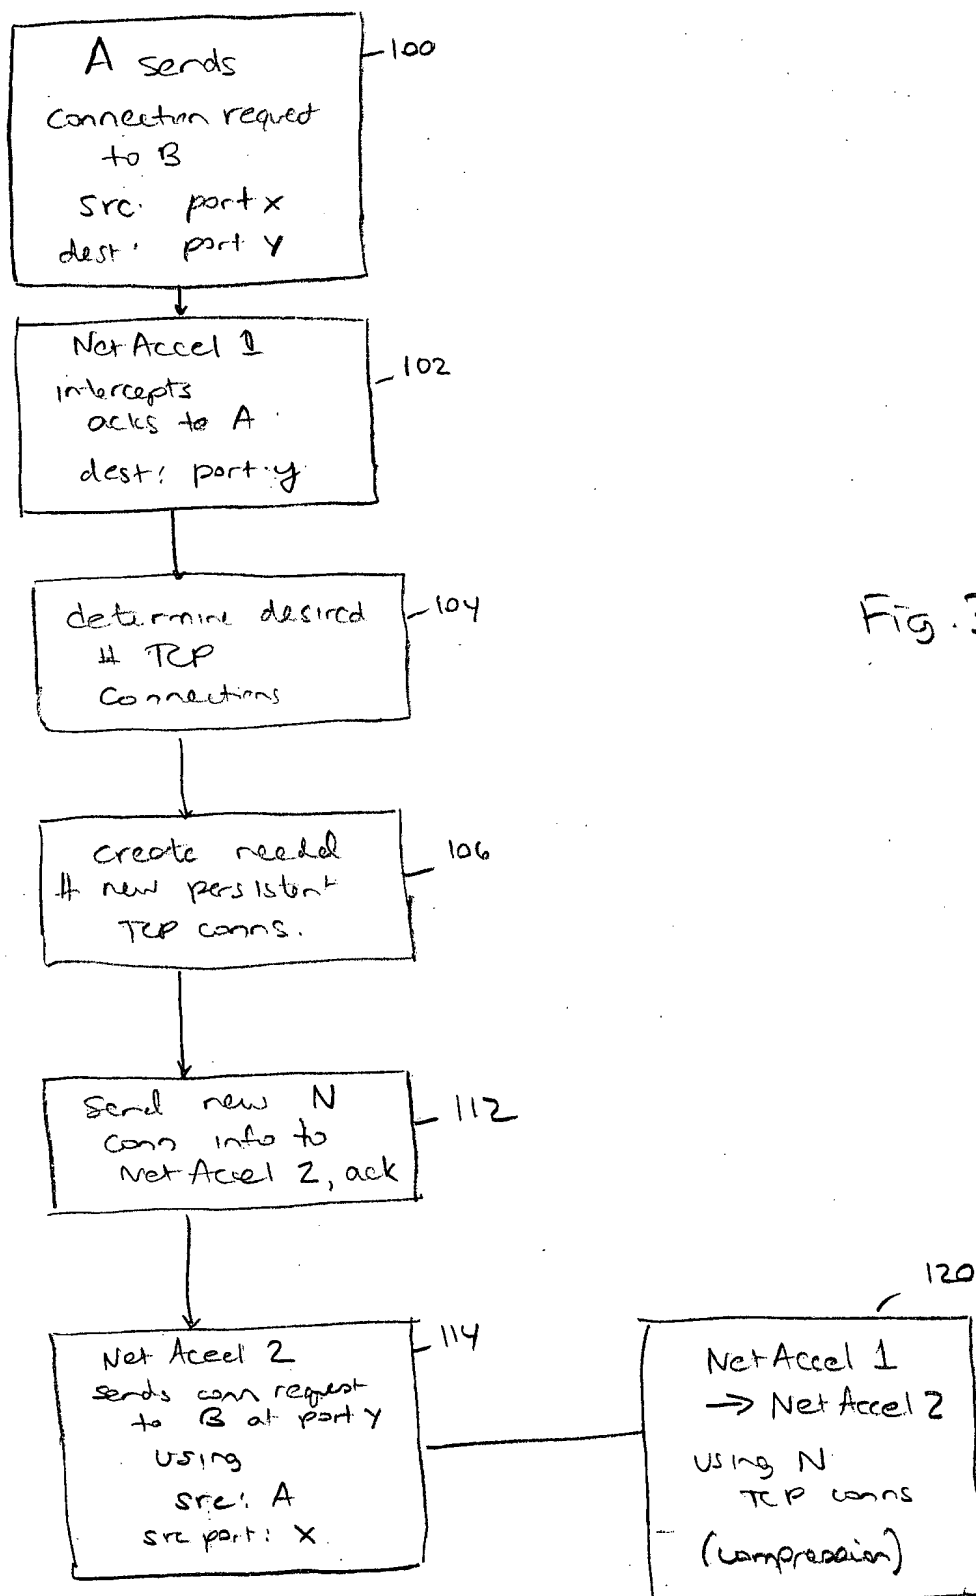 A sends
connection request
to B
src: port x
dest: port y
100
Net Accel 1
intercepts
acks to A
dest: port y
102
determine desired
# TCP
Connections
104
Fig. 3
create needed
# new persistent
TCP conns.
106
Send new N
conn info to
Net Accel 2, ack
112
Net Accel 2
sends conn request
to B at port Y
using
src: A
src port: X
114
120
Net Accel 1
→ Net Accel 2
using N
TCP conns
(compression)